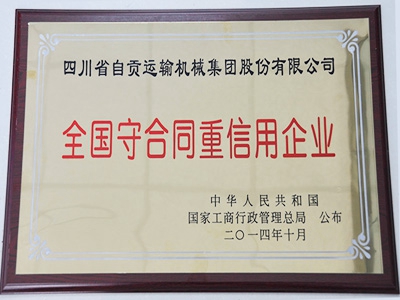 四川省自贡运输机械集团股份有限公司
全国守合同重信用企业
中华人民共和国
国家工商行政管理总局 公布
二〇一四年十月